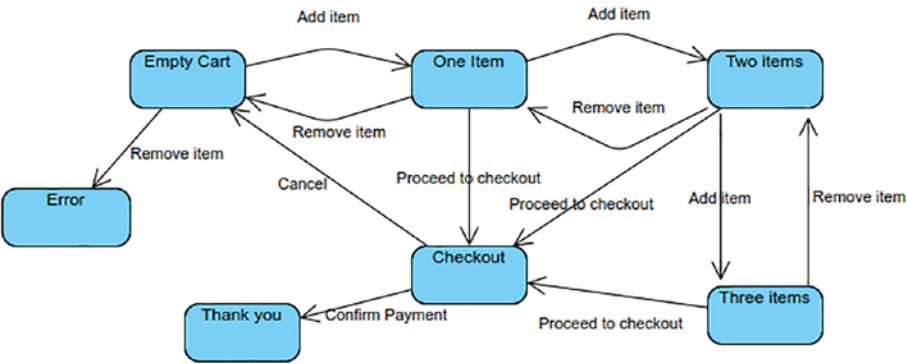 Add item
Add item
Empty Cart
One Item
Two items
Remove item
Remove item
Remove item
Cancel
Proceed to checkout
Proceed to checkout
Add item
Remove item
Error
Checkout
Three items
Thank you
Confirm Payment
Proceed to checkout